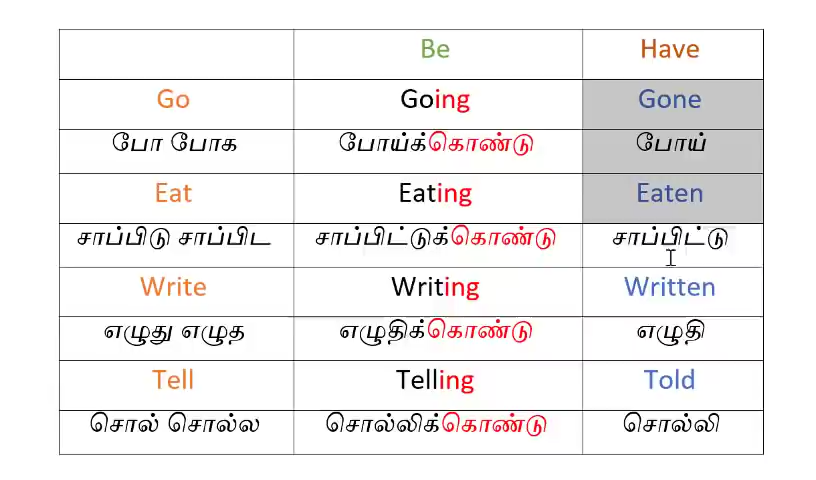 Be Have
Go Going Gone
போ போக போய்க்கொண்டு போய்
Eat Eating Eaten
சாப்பிடு சாப்பிட சாப்பிட்டுக்கொண்டு சாப்பிட்டு
Write Writing Written
எழுது எழுத எழுதிக்கொண்டு எழுதி
Tell Telling Told
சொல் சொல்ல சொல்லிக்கொண்டு சொல்லி